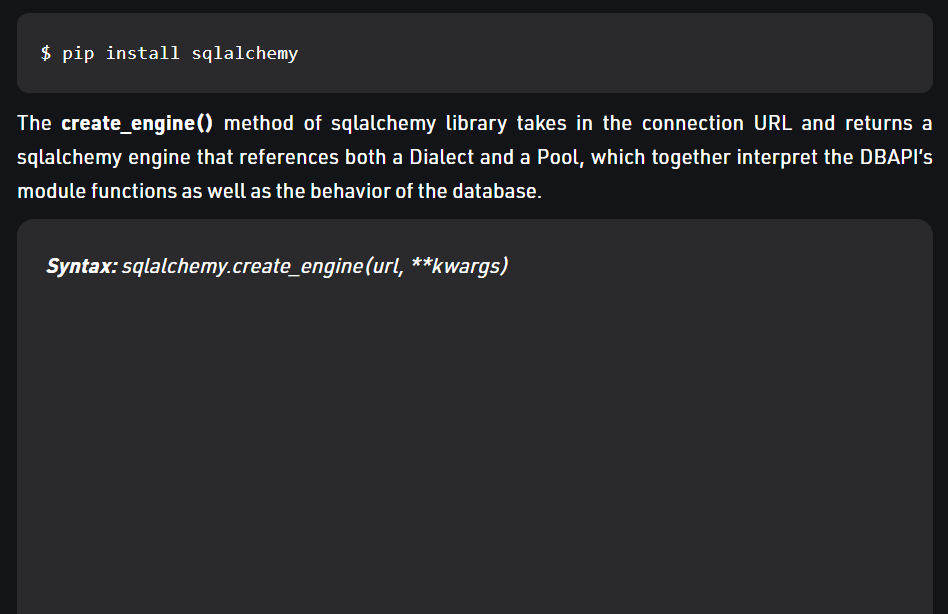 $ pip install sqlalchemy
The create_engine() method of sqlalchemy library takes in the connection URL and returns a
sqlalchemy engine that references both a Dialect and a Pool, which together interpret the DBAPI’s
module functions as well as the behavior of the database.
Syntax: sqlalchemy.create_engine(url, **kwargs)